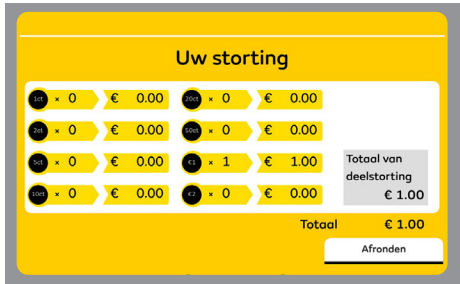 Uw storting
1ct × 0 € 0.00 20ct × 0 € 0.00
2ct × 0 € 0.00 50ct × 0 € 0.00
5ct × 0 € 0.00 €1 × 1 € 1.00
10ct × 0 € 0.00 €2 × 0 € 0.00
Totaal van
deelstorting
€ 1.00
Totaal € 1.00
Afronden